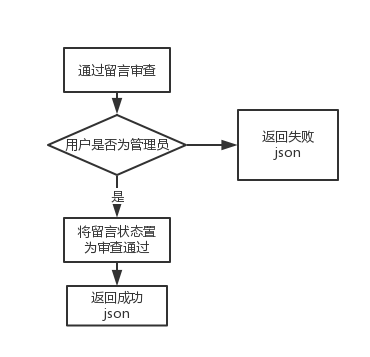 通过留言审查
用户是否为管理员
返回失败
json
是
将留言状态置
为审查通过
返回成功
json